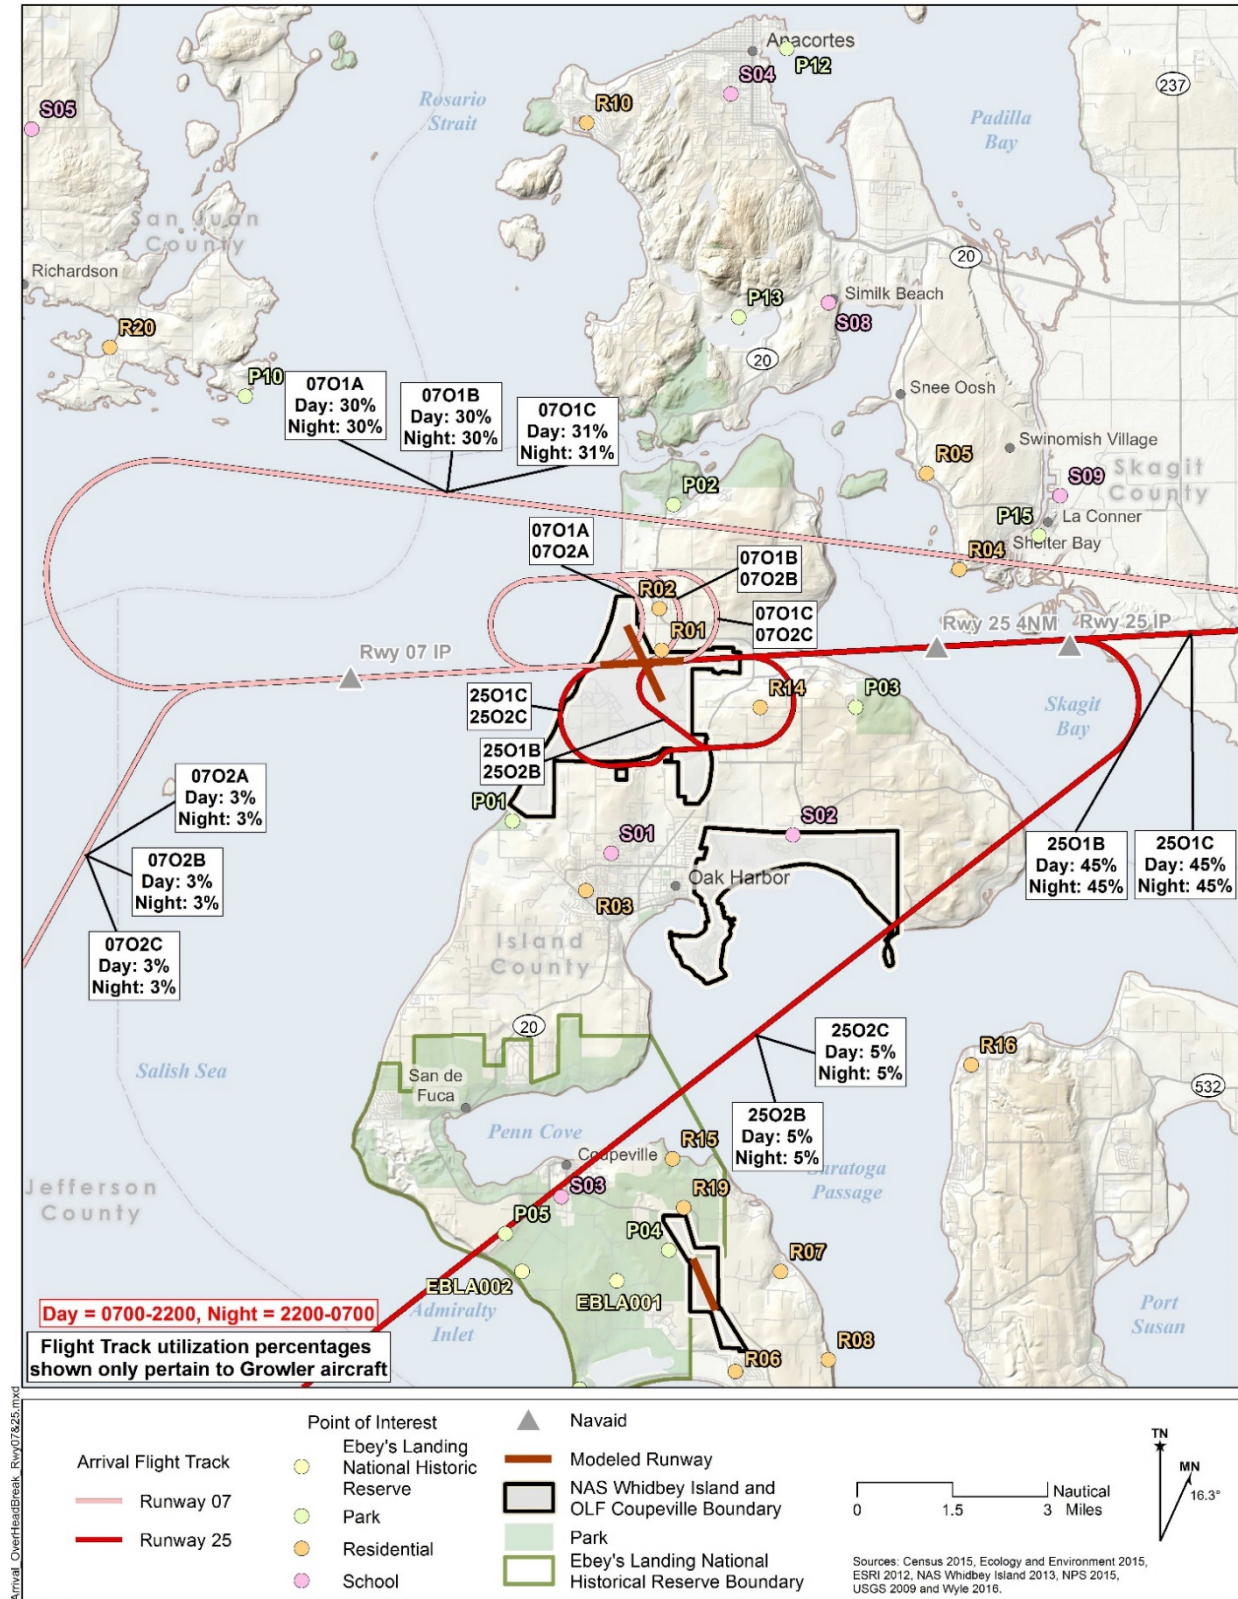 Anacortes
P12
S04
237
S05
Rosario
Strait
R10
Padilla
Bay
San Juan
County
20
Richardson
P13
Similk Beach
S08
R20
20
P10
07O1A
Day: 30%
Night: 30%
07O1B
Day: 30%
Night: 30%
07O1C
Day: 31%
Night: 31%
Snee Oosh
Swinomish Village
R05
Skagit
County
S09
P02
La Conner
P15
Shelter Bay
R04
07O1A
07O2A
07O1B
07O2B
R02
07O1C
07O2C
R01
Rwy 25 4NM
Rwy 25 IP
Rwy 07 IP
25O1C
25O2C
R14
P03
Skagit
Bay
25O1B
25O2B
07O2A
Day: 3%
Night: 3%
P01
S01
S02
25O1B
Day: 45%
Night: 45%
25O1C
Day: 45%
Night: 45%
07O2B
Day: 3%
Night: 3%
Oak Harbor
R03
07O2C
Day: 3%
Night: 3%
Island
County
20
25O2C
Day: 5%
Night: 5%
R16
Salish Sea
San de
Fuca
532
25O2B
Day: 5%
Night: 5%
Penn Cove
R15
Coupeville
Saratoga
Passage
Jefferson
County
S03
R19
P05
P04
R07
EBLA002
EBLA001
Admiralty
Inlet
Day = 0700-2200, Night = 2200-0700
Port
Susan
Flight Track utilization percentages
shown only pertain to Growler aircraft
R06
R08
Arrival_OverHeadBreak_Rwy07&25.mxd
Arrival Flight Track
Runway 07
Runway 25
Point of Interest
Ebey's Landing
National Historic
Reserve
Park
Residential
School
Navaid
Modeled Runway
NAS Whidbey Island and
OLF Coupeville Boundary
Park
Ebey's Landing National
Historical Reserve Boundary
Nautical
Miles
0 1.5 3
TN
MN
16.3°
Sources: Census 2015, Ecology and Environment 2015,
ESRI 2012, NAS Whidbey Island 2013, NPS 2015,
USGS 2009 and Wyle 2016.